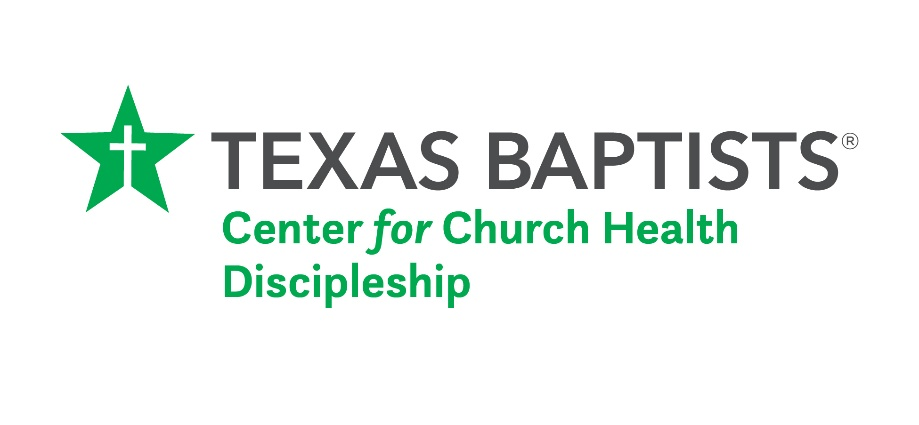 TEXAS BAPTISTS®
Center for Church Health
Discipleship